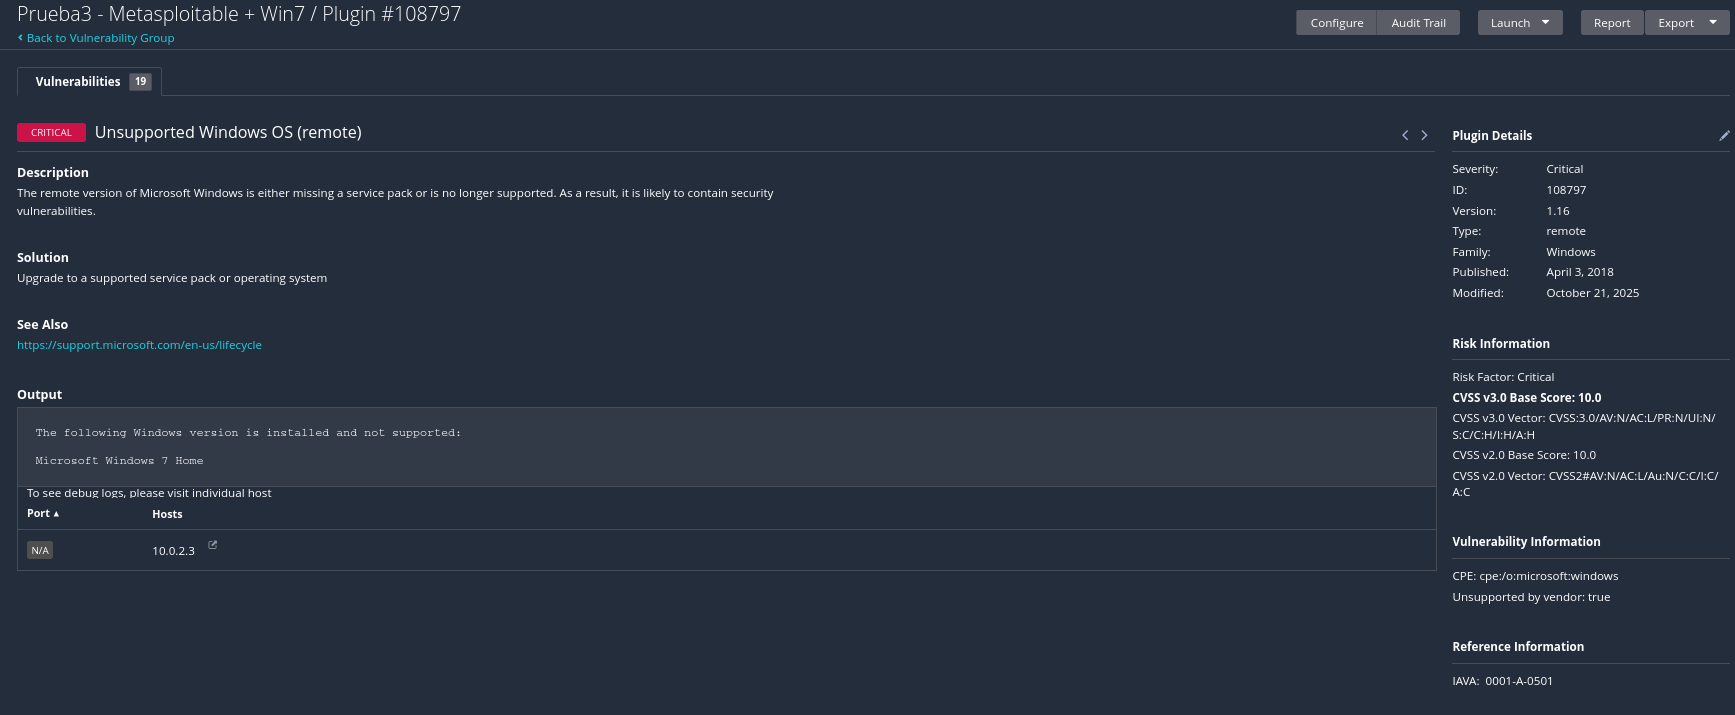 Prueba3 - Metasploitable + Win7 / Plugin #108797
Back to Vulnerability Group
Configure
Audit Trail
Launch
Report
Export
Vulnerabilities 19
CRITICAL Unsupported Windows OS (remote)
Description
The remote version of Microsoft Windows is either missing a service pack or is no longer supported. As a result, it is likely to contain security
vulnerabilities.
Solution
Upgrade to a supported service pack or operating system
See Also
https://support.microsoft.com/en-us/lifecycle
Output
The following Windows version is installed and not supported:
Microsoft Windows 7 Home
To see debug logs, please visit individual host
Port ▲ Hosts
N/A 10.0.2.3
Plugin Details
Severity: Critical
ID: 108797
Version: 1.16
Type: remote
Family: Windows
Published: April 3, 2018
Modified: October 21, 2025
Risk Information
Risk Factor: Critical
CVSS v3.0 Base Score: 10.0
CVSS v3.0 Vector: CVSS:3.0/AV:N/AC:L/PR:N/UI:N/
S:C/C:H/I:H/A:H
CVSS v2.0 Base Score: 10.0
CVSS v2.0 Vector: CVSS2#AV:N/AC:L/Au:N/C:C/I:C/
A:C
Vulnerability Information
CPE: cpe:/o:microsoft:windows
Unsupported by vendor: true
Reference Information
IAVA: 0001-A-0501